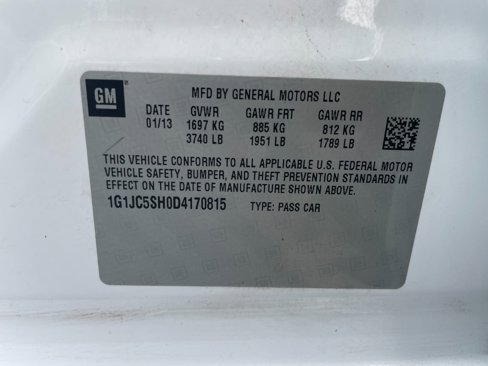 GM
MFD BY GENERAL MOTORS LLC
DATE GVWR GAWR FRT GAWR RR
01/13 1697 KG 885 KG 812 KG
3740 LB 1951 LB 1789 LB
THIS VEHICLE CONFORMS TO ALL APPLICABLE U.S. FEDERAL MOTOR
VEHICLE SAFETY, BUMPER, AND THEFT PREVENTION STANDARDS IN
EFFECT ON THE DATE OF MANUFACTURE SHOWN ABOVE.
1G1JC5SH0D4170815 TYPE: PASS CAR